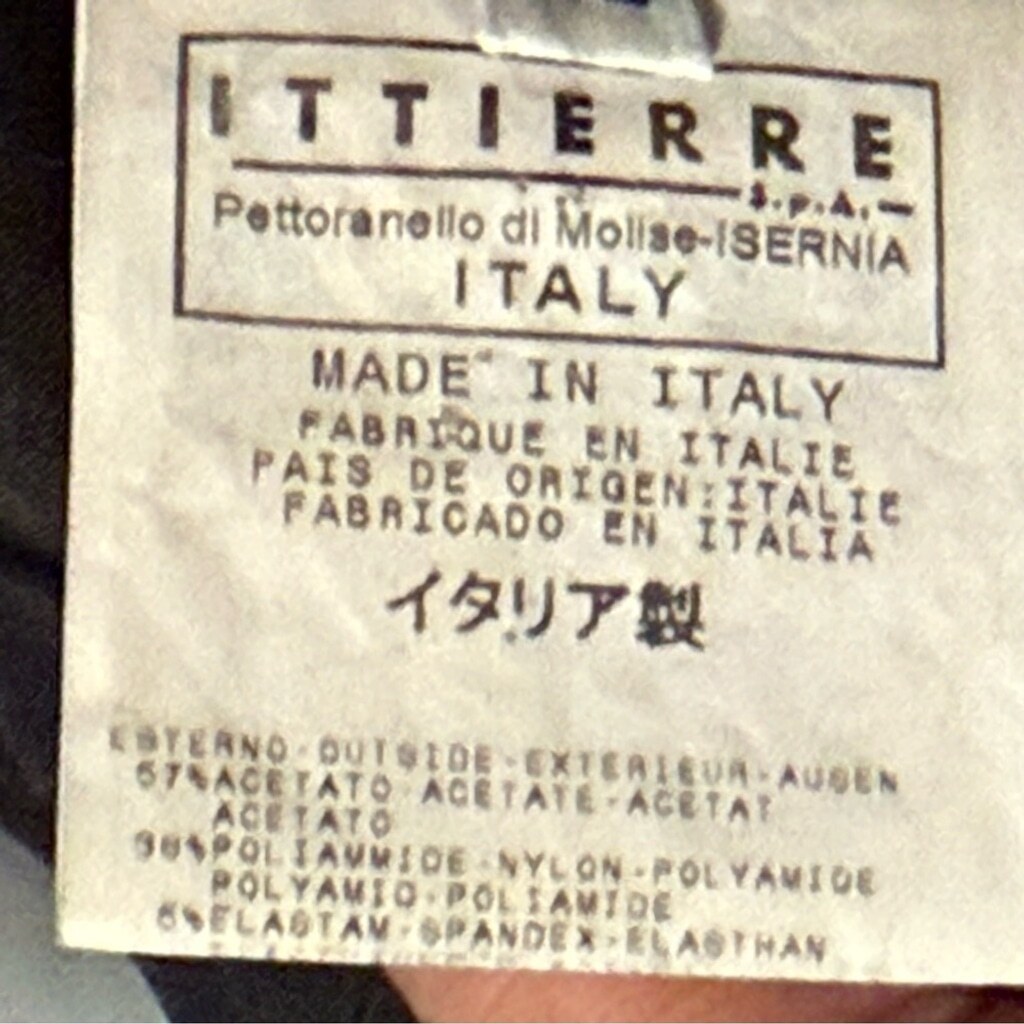 ITTIERRE
S.p.A.
Pettoranello di Molise-ISERNIA
ITALY
MADE IN ITALY
FABRIQUE EN ITALIE
PAIS DE ORIGEN:ITALIE
FABRICADO EN ITALIA
イタリア製
ESTERNO-OUTSIDE-EXTERIEUR-AUSEN
57%ACETATO-ACETATE-ACETAT
ACETATO
POLIAMMIDE-NYLON-POLYAMIDE
POLYAMID-POLIAMIDE
ELASTAM-SPANDEX-ELASTHAN